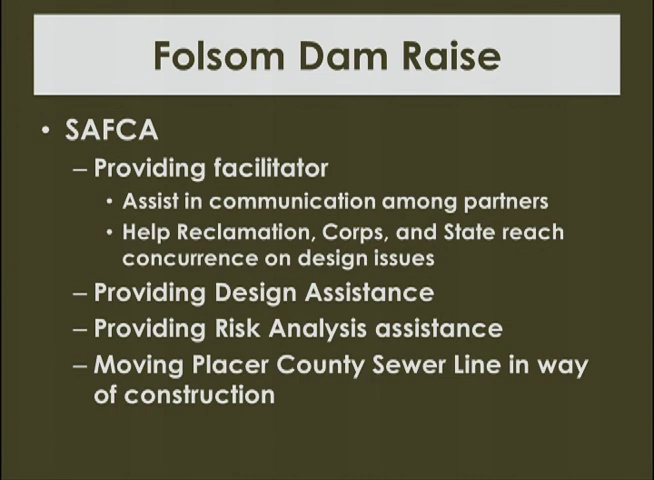 Folsom Dam Raise
• SAFCA
– Providing facilitator
• Assist in communication among partners
• Help Reclamation, Corps, and State reach
concurrence on design issues
– Providing Design Assistance
– Providing Risk Analysis assistance
– Moving Placer County Sewer Line in way
of construction